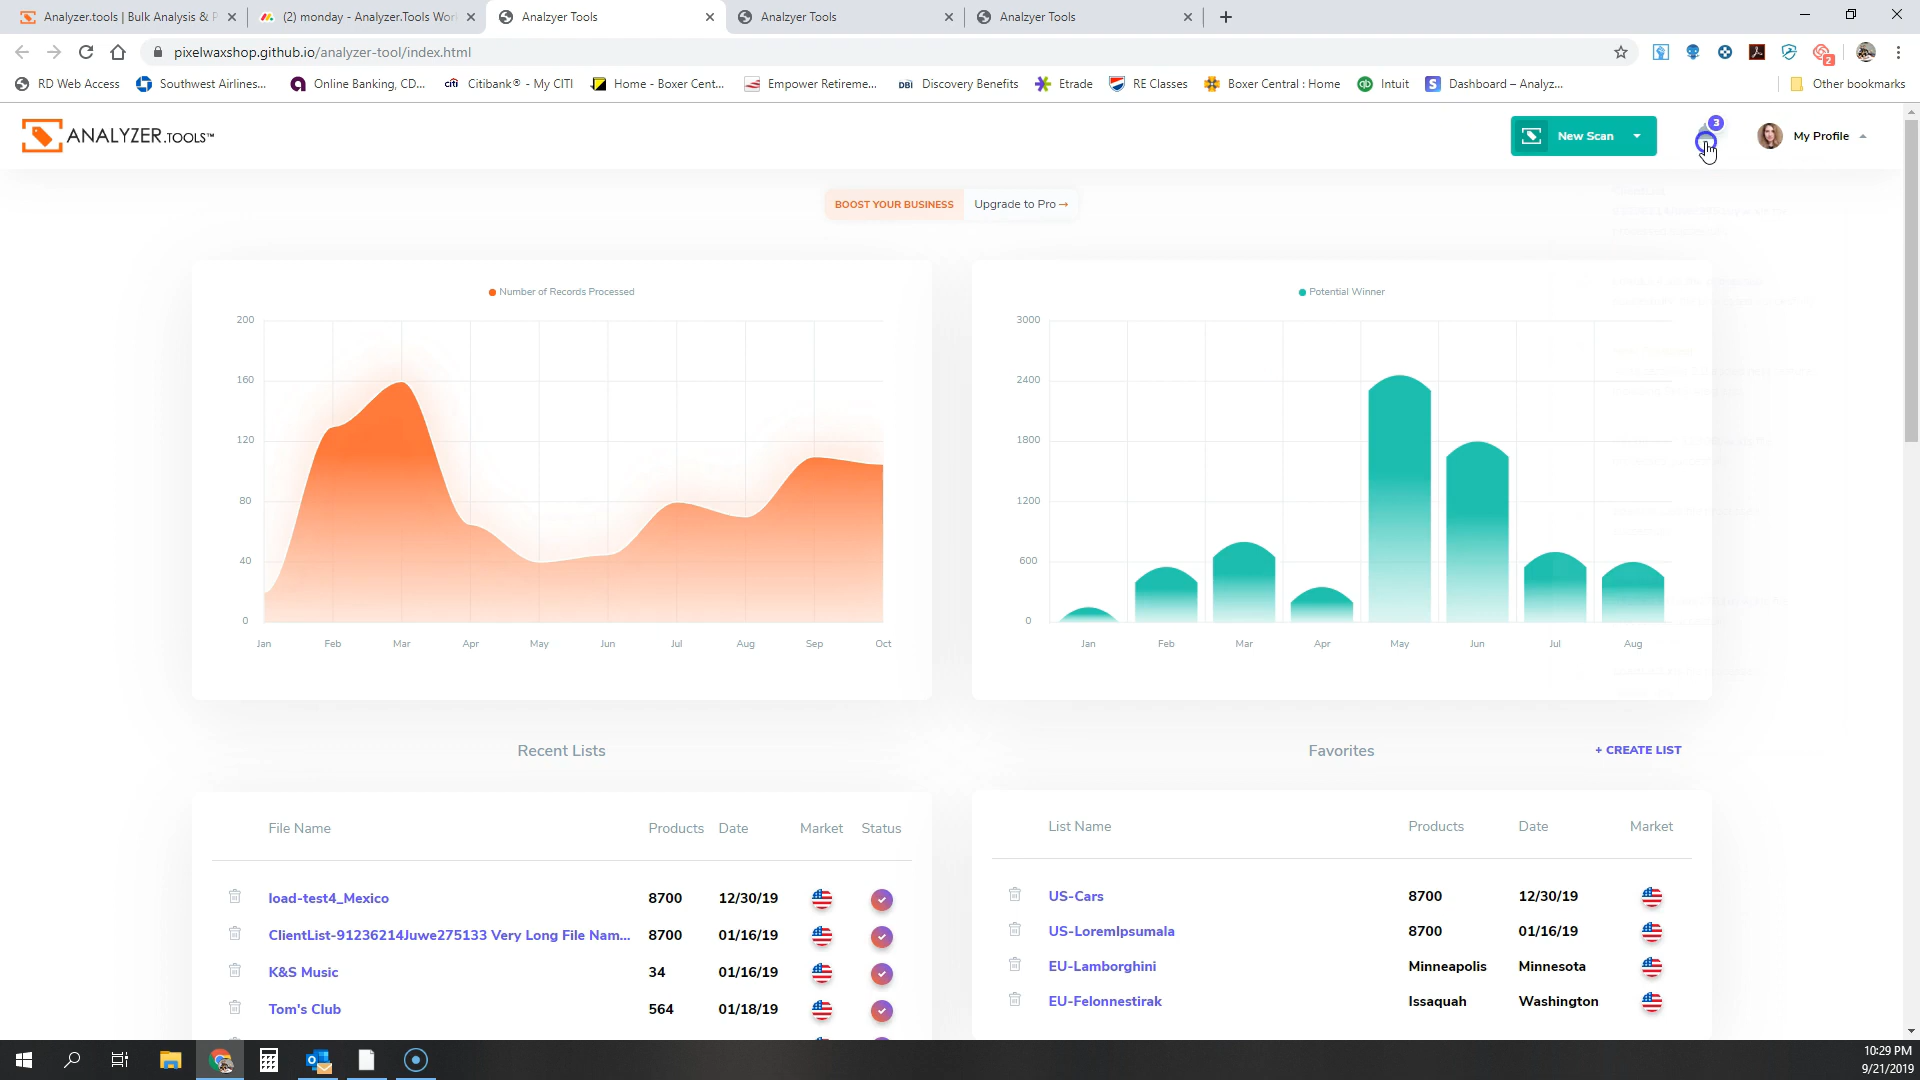 Analyzer.tools | Bulk Analysis & P
(2) monday - Analyzer.Tools Wor
Analzyer Tools
Analzyer Tools
Analzyer Tools
pixelwaxshop.github.io/analyzer-tool/index.html
2
RD Web Access
Southwest Airlines...
Online Banking, CD...
citi
Citibank® - My CITI
Home - Boxer Cent...
Empower Retireme...
DBI
Discovery Benefits
Etrade
RE Classes
Boxer Central : Home
qb
Intuit
S
Dashboard – Analyz...
Other bookmarks
ANALYZER.TOOLS™
New Scan
3
My Profile
BOOST YOUR BUSINESS
Upgrade to Pro →
Number of Records Processed
200
160
120
80
40
0
Jan Feb Mar Apr May Jun Jul Aug Sep Oct
Potential Winner
3000
2400
1800
1200
600
0
Jan Feb Mar Apr May Jun Jul Aug
Recent Lists
File Name Products Date Market Status
load-test4_Mexico 8700 12/30/19
ClientList-91236214Juwe275133 Very Long File Nam... 8700 01/16/19
K&S Music 34 01/16/19
Tom's Club 564 01/18/19
Favorites
+ CREATE LIST
List Name Products Date Market
US-Cars 8700 12/30/19
US-LoremIpsumala 8700 01/16/19
EU-Lamborghini Minneapolis Minnesota
EU-Felonnestirak Issaquah Washington
10:29 PM
9/21/2019